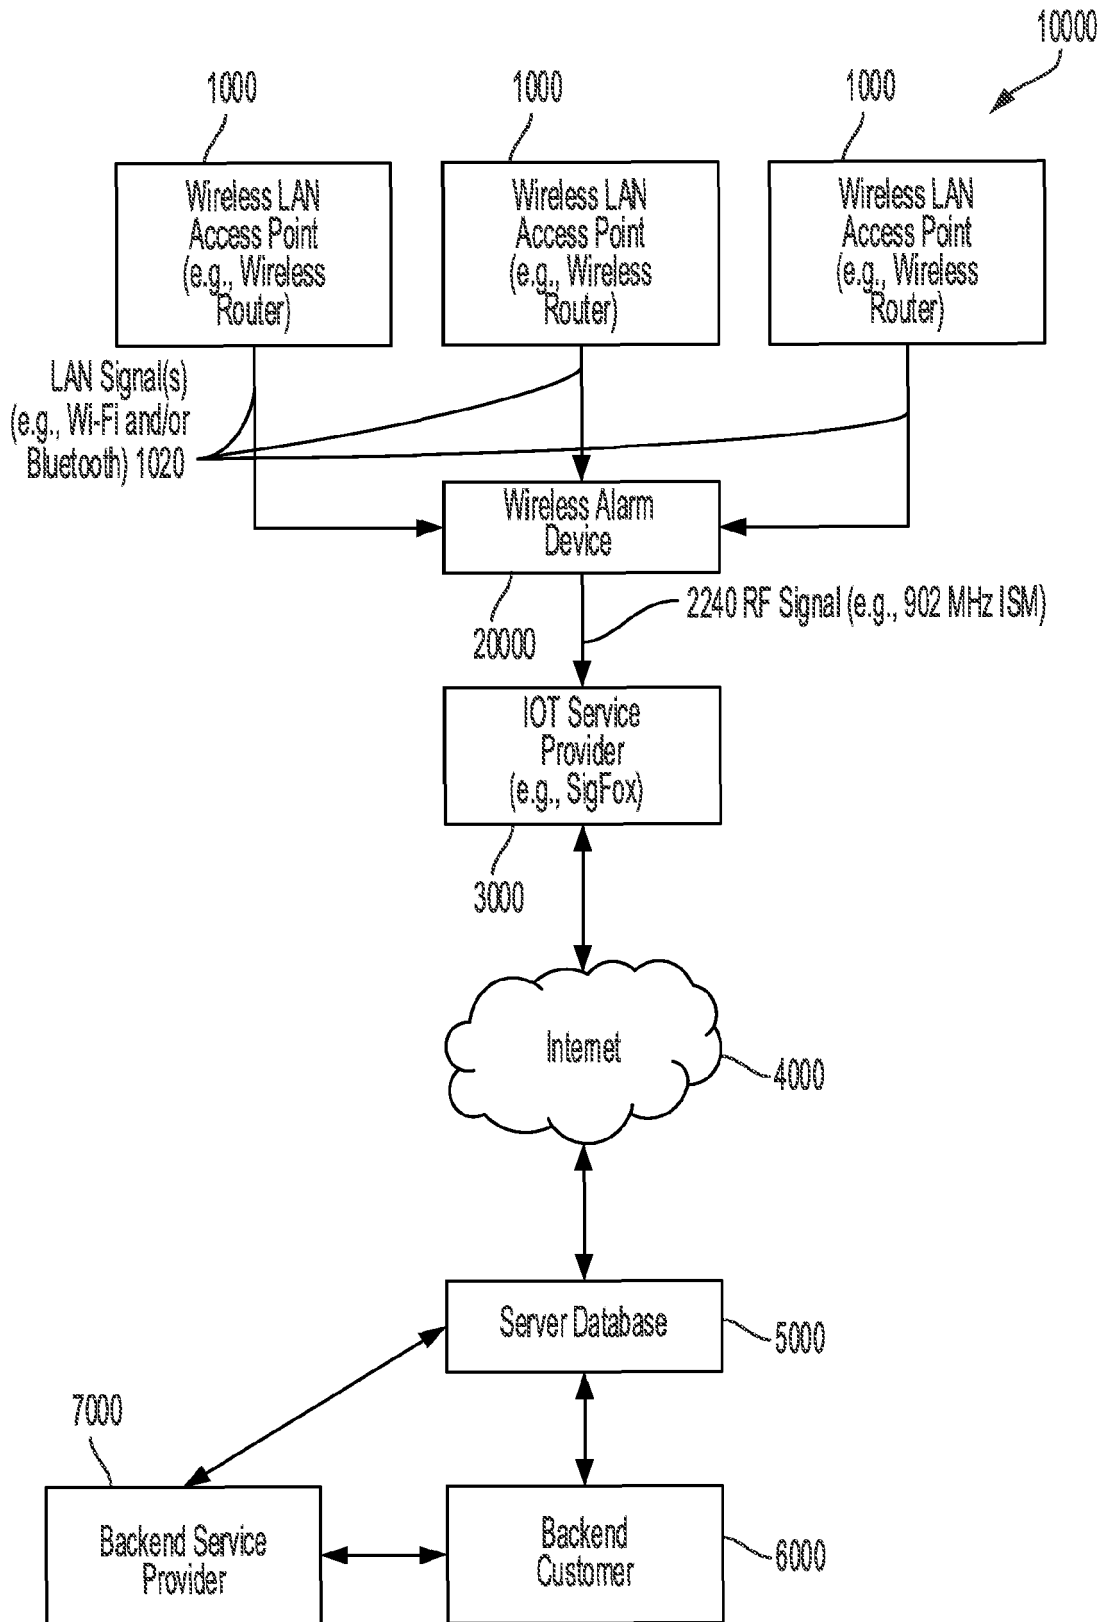 10000
1000
1000
1000
Wireless LAN
Access Point
(e.g., Wireless
Router)
Wireless LAN
Access Point
(e.g., Wireless
Router)
Wireless LAN
Access Point
(e.g., Wireless
Router)
LAN Signal(s)
(e.g., Wi-Fi and/or
Bluetooth) 1020
Wireless Alarm
Device
20000
2240 RF Signal (e.g., 902 MHz ISM)
IOT Service
Provider
(e.g., SigFox)
3000
Internet
4000
Server Database
5000
7000
Backend Service
Provider
Backend
Customer
6000